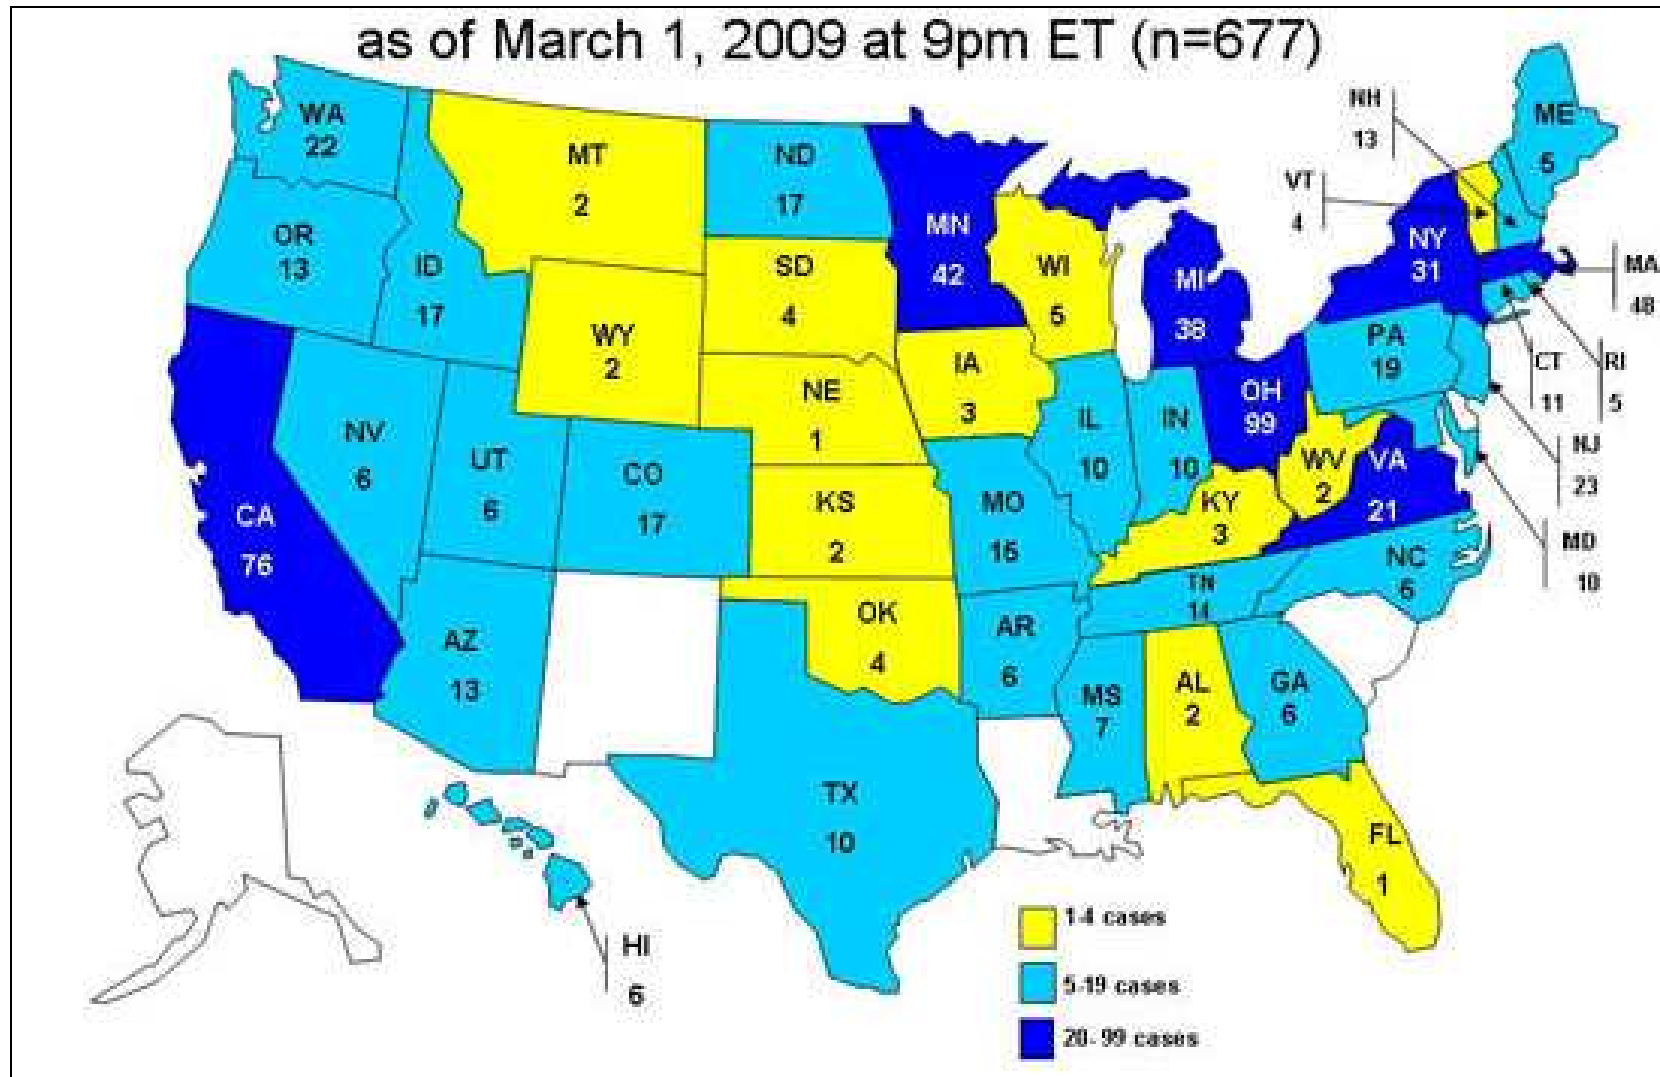 as of March 1, 2009 at 9pm ET (n=677)
WA
22
MT
2
ND
17
MN
42
OR
13
ID
17
SD
4
WI
5
MI
38
NY
31
NH
13
VT
4
ME
5
MA
48
WY
2
IA
3
NE
1
PA
19
CT
11
RI
5
NJ
23
MD
10
NV
6
UT
6
CO
17
IL
10
IN
10
OH
99
WV
2
VA
21
CA
76
KS
2
MO
15
KY
3
NC
6
TN
14
AZ
13
OK
4
AR
6
MS
7
AL
2
GA
6
TX
10
FL
1
HI
6
1-4 cases
5-19 cases
20-99 cases